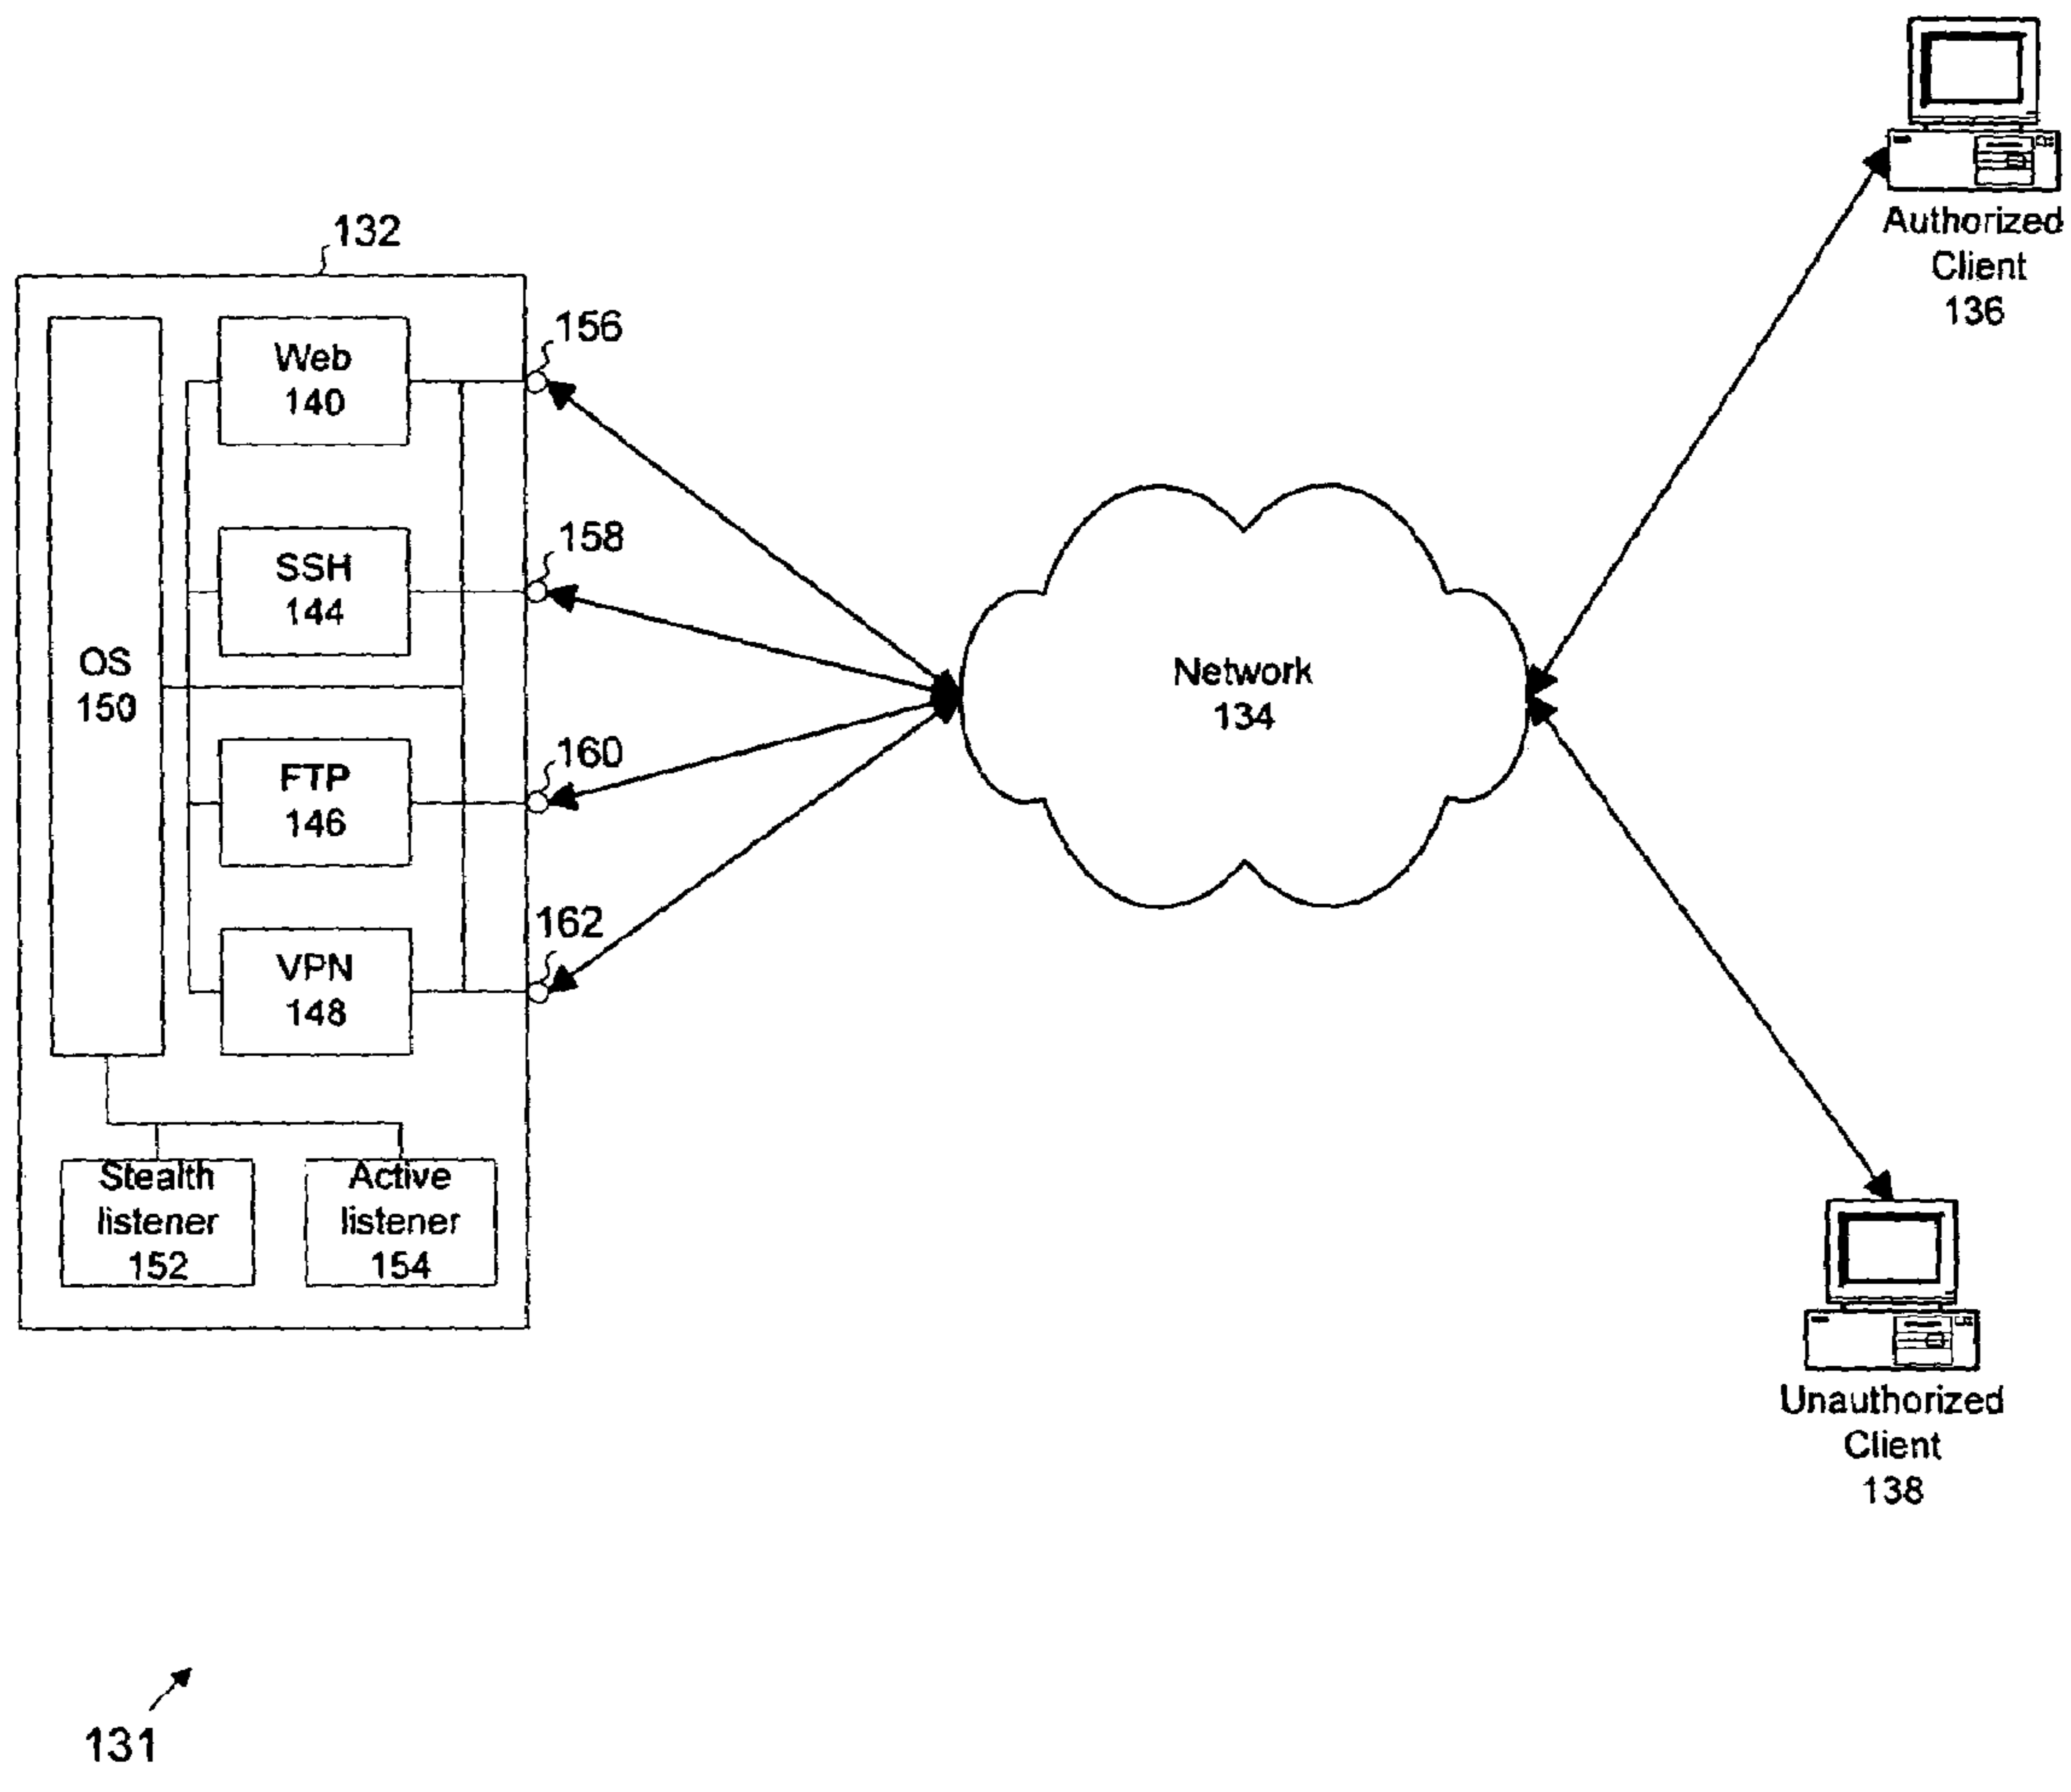 132
Web
140
156
SSH
144
158
OS
150
FTP
146
160
VPN
148
162
Stealth
listener
152
Active
listener
154
Network
134
Authorized
Client
136
Unauthorized
Client
138
131